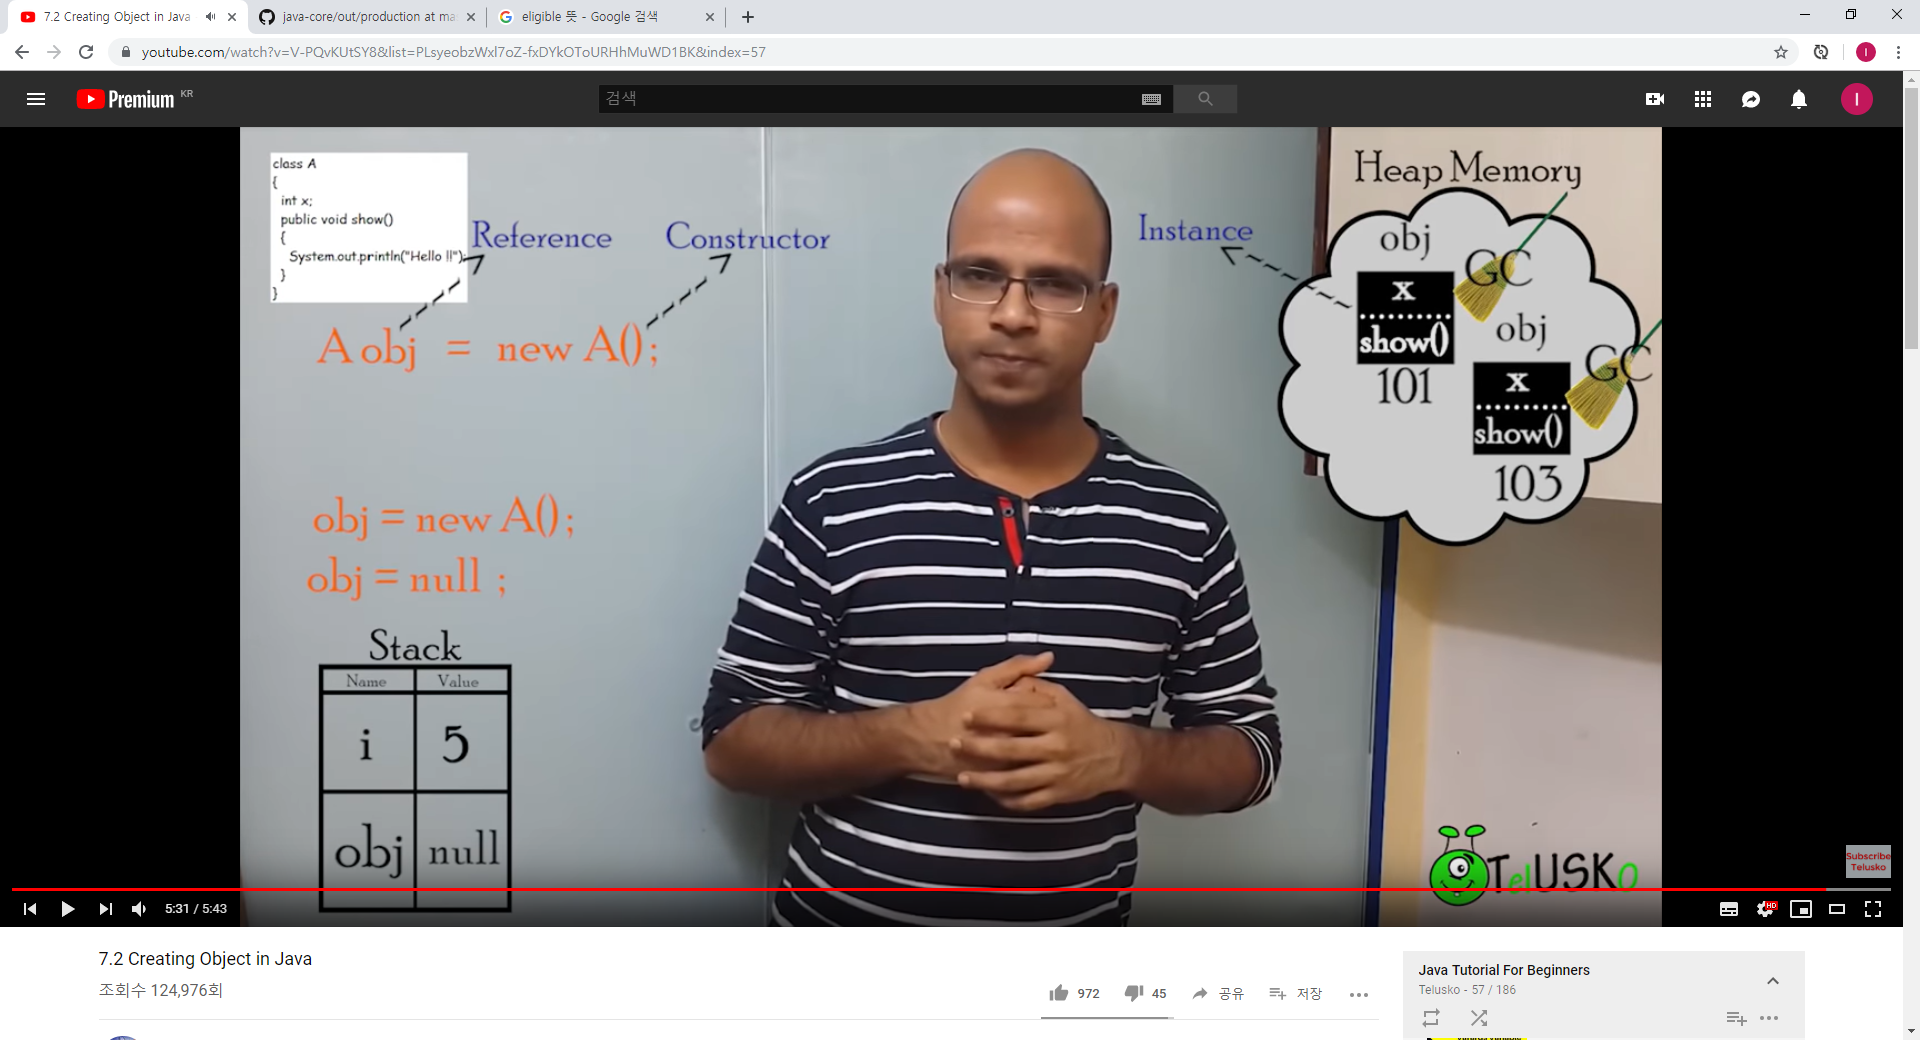 7.2 Creating Object in Java
java-core/out/production at ma
eligible 뜻 - Google 검색
youtube.com/watch?v=V-PQvKUtSY8&list=PLsyeobzWxl7oZ-fxDYkOToURHhMuWD1BK&index=57
I
Premium KR
검색
I
class A
{
int x;
public void show()
{
System.out.println("Hello !!");
}
}
Reference
Constructor
Instance
Heap Memory
obj
GC
x
show()
101
obj
GC
x
show()
103
A obj = new A();
obj = new A();
obj = null ;
Stack
Name Value
i 5
obj null
TelUSKO
Subscribe
Telusko
5:31 / 5:43
HD
7.2 Creating Object in Java
조회수 124,976회
972
45
공유
저장
Java Tutorial For Beginners
Telusko - 57 / 186